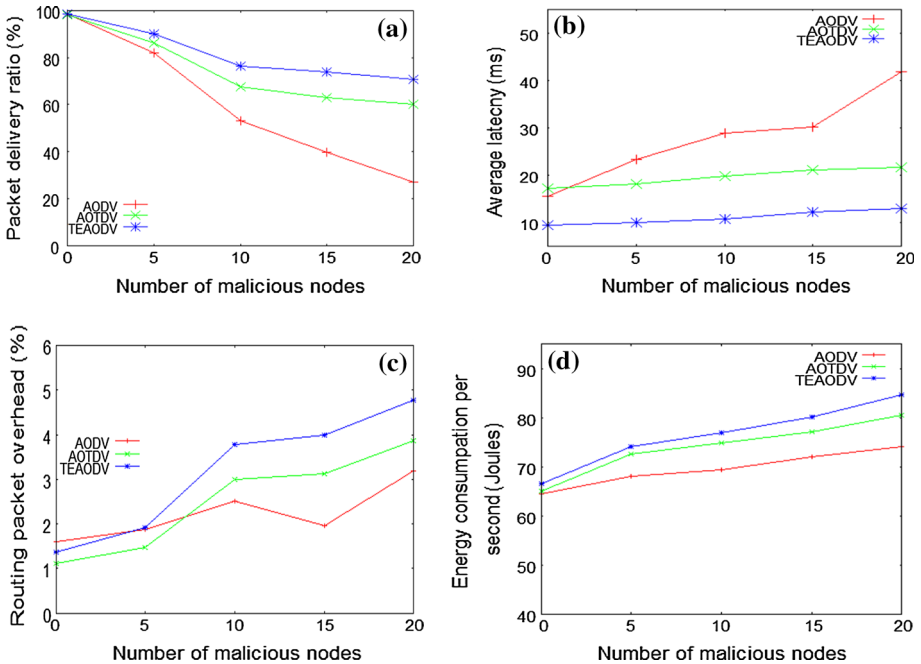 (a)
Packet delivery ratio (%)
100
80
60
40
20
0
AODV
AOTDV
TEAODV
0 5 10 15 20
Number of malicious nodes
(b)
Average latecny (ms)
50
40
30
20
10
AODV
AOTDV
TEAODV
0 5 10 15 20
Number of malicious nodes
(c)
Routing packet overhead (%)
6
5
4
3
2
1
0
AODV
AOTDV
TEAODV
0 5 10 15 20
Number of malicious nodes
(d)
Energy consumpation per
second (Joules)
90
80
70
60
50
40
AODV
AOTDV
TEAODV
0 5 10 15 20
Number of malicious nodes